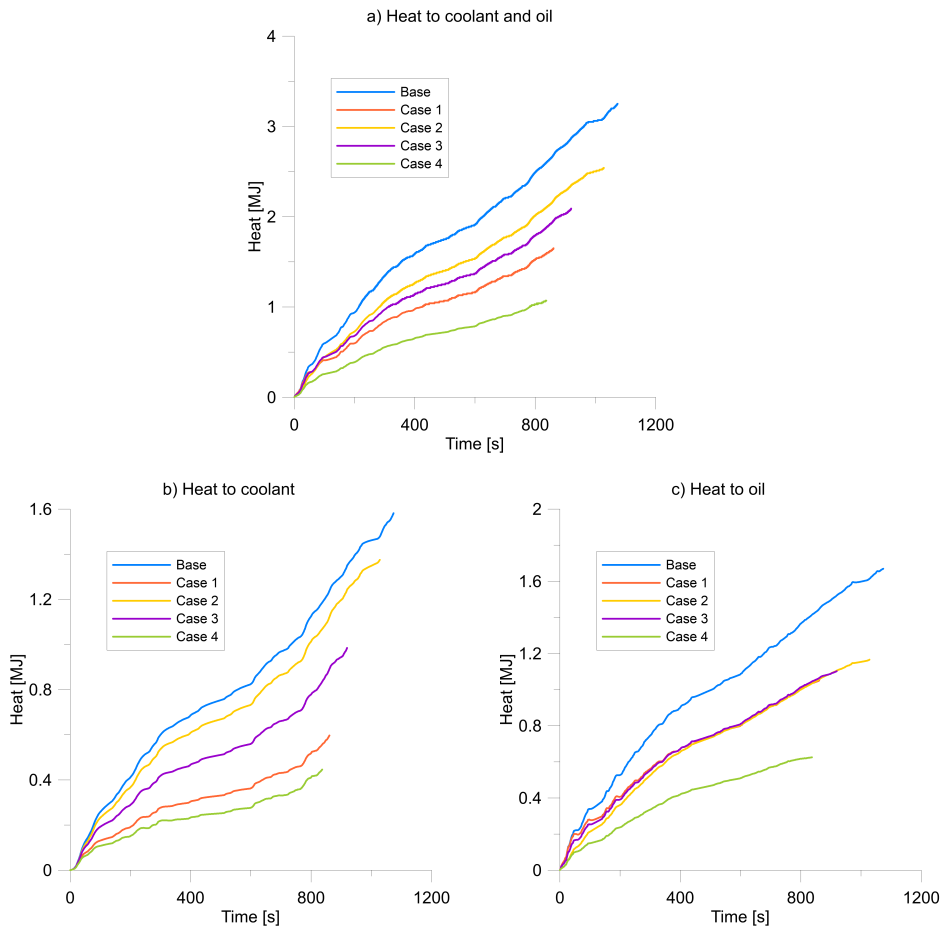 a) Heat to coolant and oil
4
3
2
1
0
Heat [MJ]
Base
Case 1
Case 2
Case 3
Case 4
0 400 800 1200
Time [s]
b) Heat to coolant
1.6
1.2
0.8
0.4
0
Heat [MJ]
Base
Case 1
Case 2
Case 3
Case 4
0 400 800 1200
Time [s]
c) Heat to oil
2
1.6
1.2
0.8
0.4
0
Heat [MJ]
Base
Case 1
Case 2
Case 3
Case 4
0 400 800 1200
Time [s]